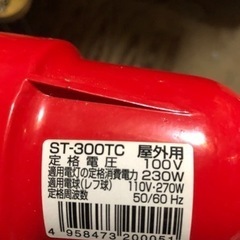 ST-300TC 屋外用
定格電圧 100V
適用電灯の定格消費電力 230W
適用電球(レフ球) 110V-270W
定格周波数 50/60 Hz
4 958473 200051